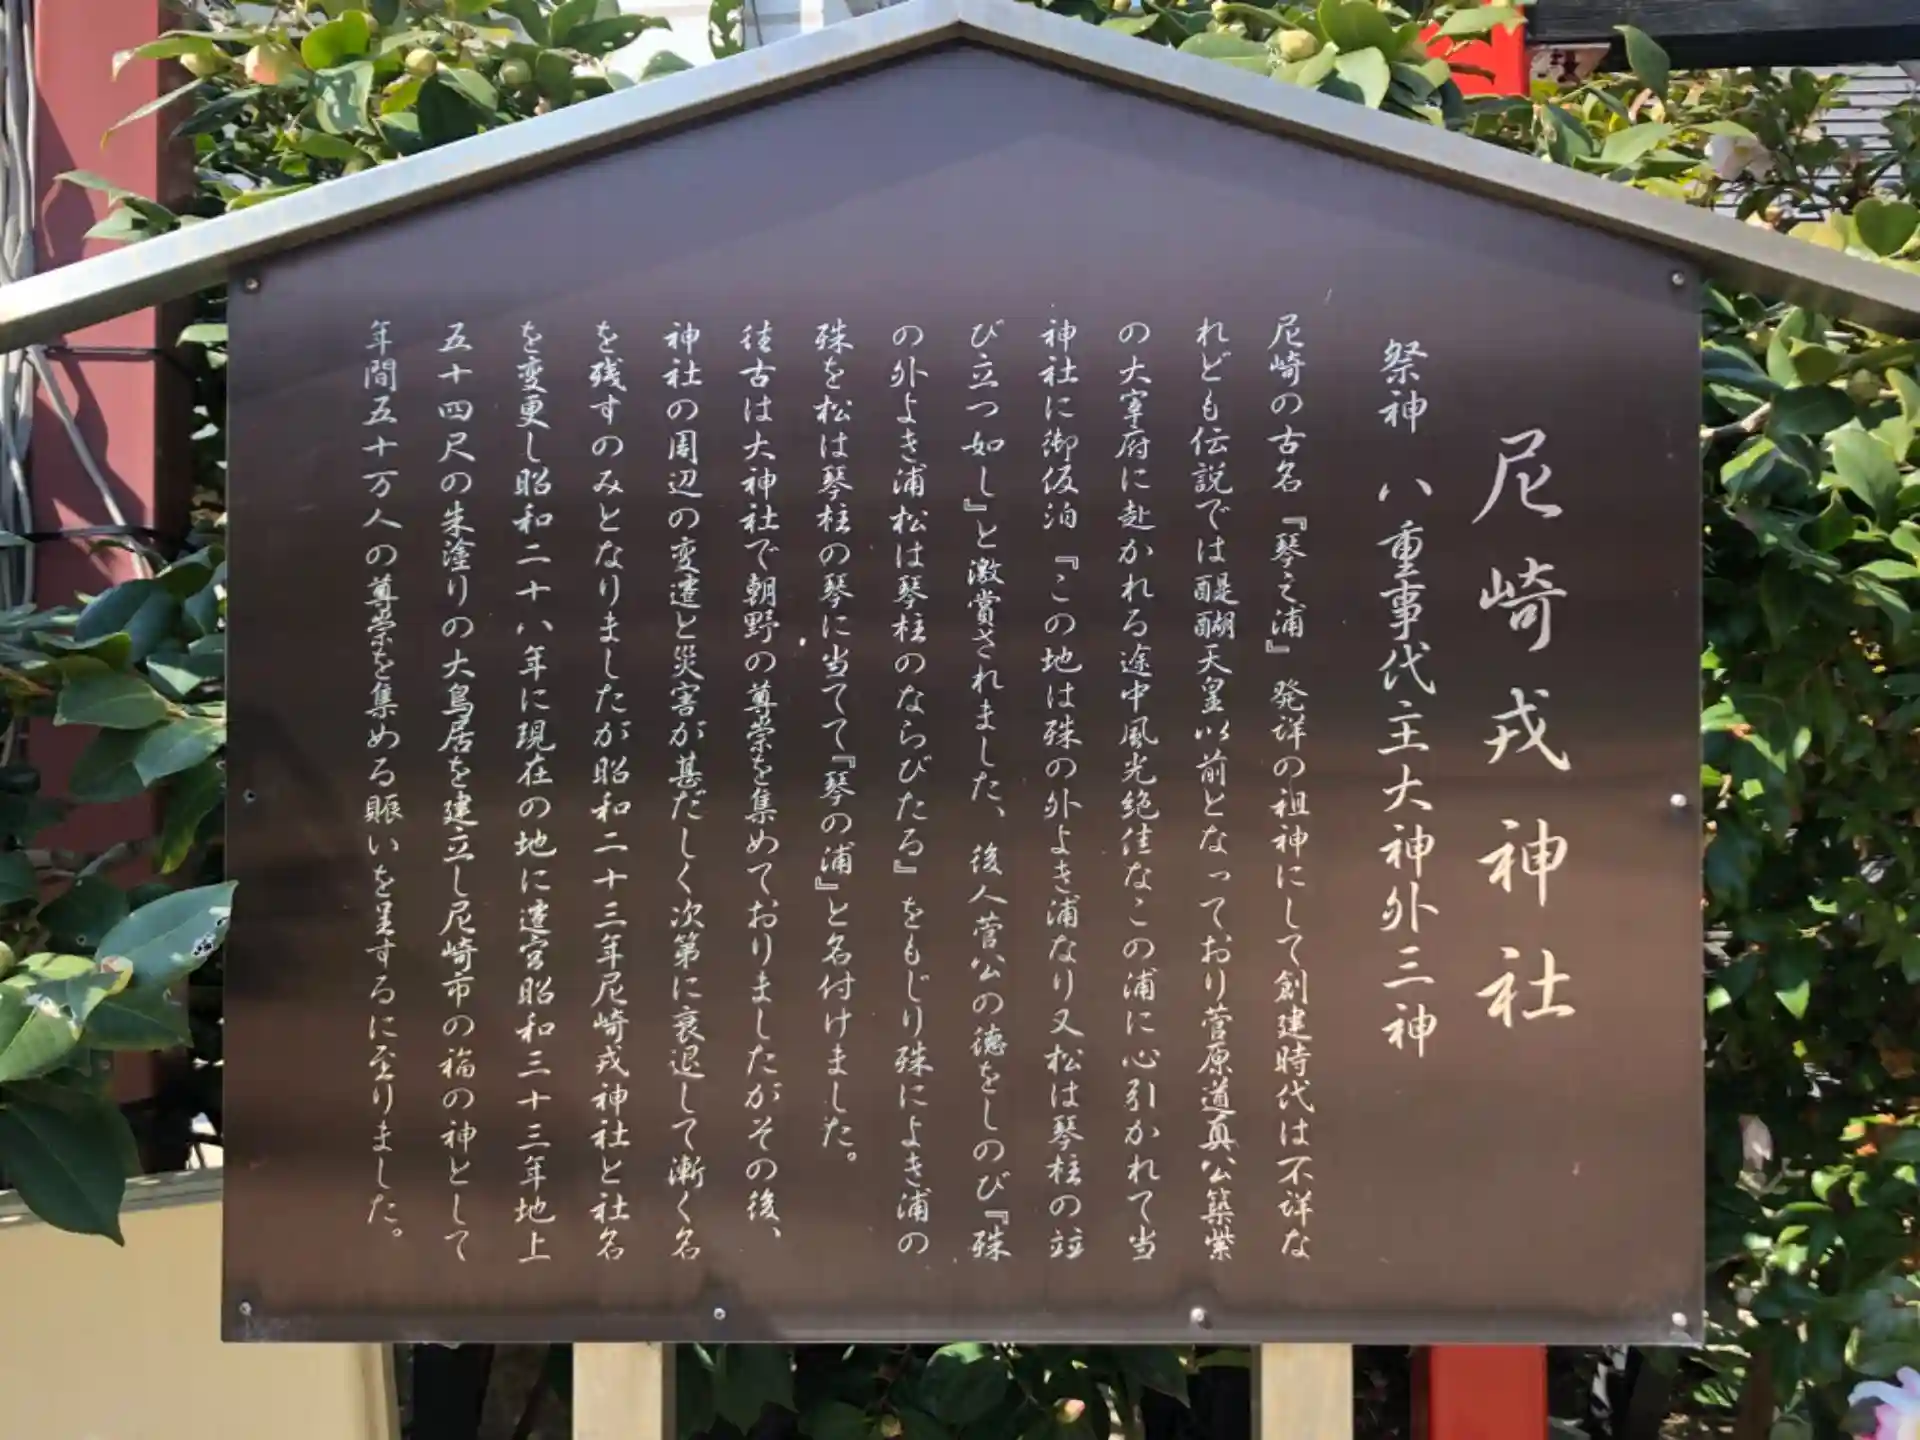 尼崎戎神社
祭神 八重事代主大神外三神
尼崎の古名『琴之浦』発詳の祖神にして創建時代は不詳な
れども伝説では醍醐天皇以前となっており菅原道真公築紫
の大宰府に赴かれる途中風光絶佳なこの浦に心引かれて当
神社に御仮泊『この地は殊の外よき浦なり又松は琴柱の竝
び立つ如し』と激賞されました、後人菅公の徳をしのび『殊
の外よき浦松は琴柱のならびたる』をもじり殊によき浦の
殊を松は琴柱の琴に当てて『琴の浦』と名付けました。
往古は大神社で朝野の尊崇を集めておりましたがその後、
神社の周辺の変遷と災害が甚だしく次第に衰退して漸く名
を残すのみとなりましたが昭和二十三年尼崎戎神社と社名
を変更し昭和二十八年に現在の地に遷宮昭和三十三年地上
五十四尺の朱塗りの大鳥居を建立し尼崎市の福の神として
年間五十万人の尊崇を集める賑いを呈するに至りました。